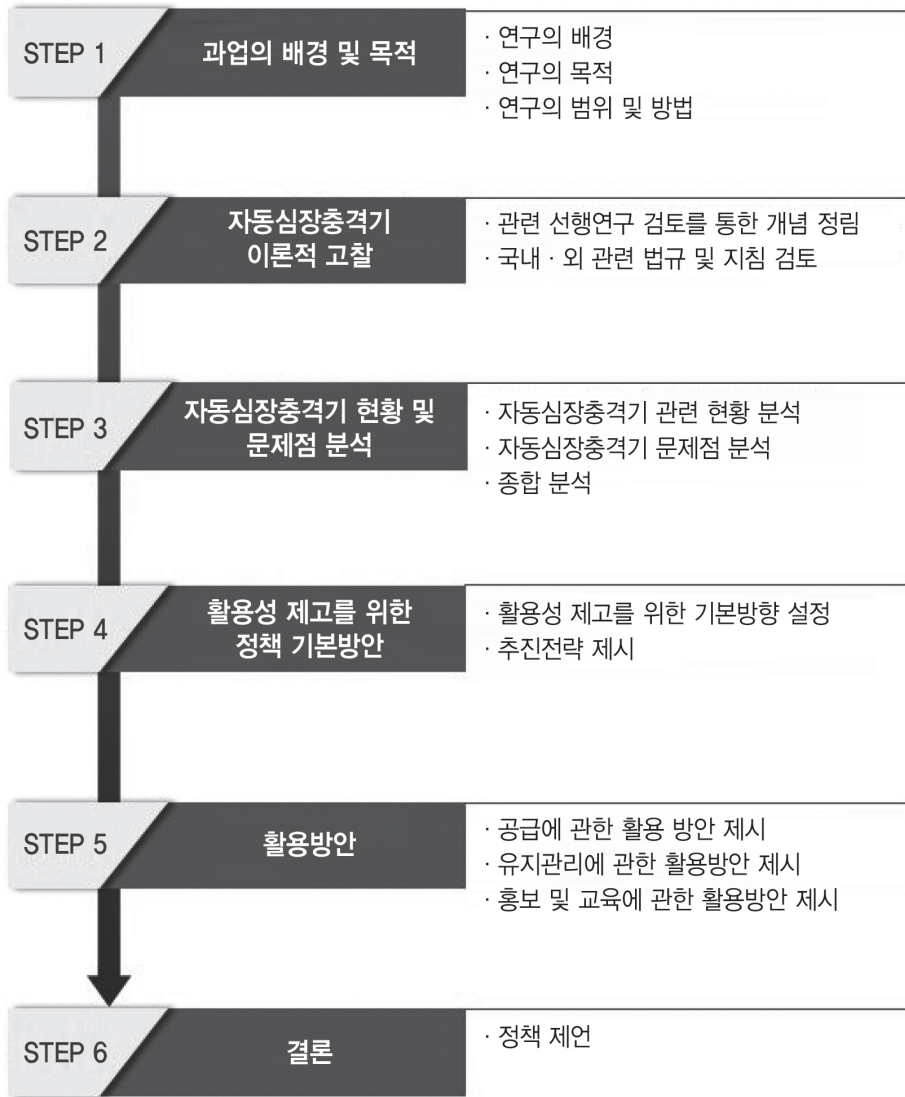 STEP 1
과업의 배경 및 목적
· 연구의 배경
· 연구의 목적
· 연구의 범위 및 방법
STEP 2
자동심장충격기
이론적 고찰
· 관련 선행연구 검토를 통한 개념 정립
· 국내 · 외 관련 법규 및 지침 검토
STEP 3
자동심장충격기 현황 및
문제점 분석
· 자동심장충격기 관련 현황 분석
· 자동심장충격기 문제점 분석
· 종합 분석
STEP 4
활용성 제고를 위한
정책 기본방안
· 활용성 제고를 위한 기본방향 설정
· 추진전략 제시
STEP 5
활용방안
· 공급에 관한 활용 방안 제시
· 유지관리에 관한 활용방안 제시
· 홍보 및 교육에 관한 활용방안 제시
STEP 6
결론
· 정책 제언